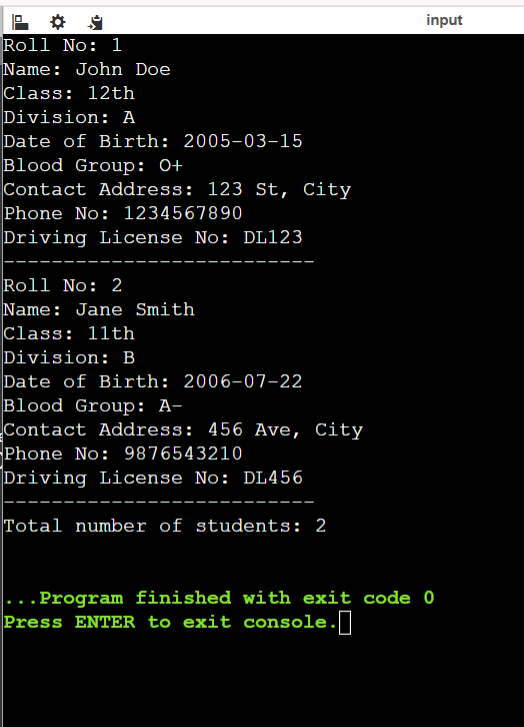 input
Roll No: 1
Name: John Doe
Class: 12th
Division: A
Date of Birth: 2005-03-15
Blood Group: O+
Contact Address: 123 St, City
Phone No: 1234567890
Driving License No: DL123
--------------------------
Roll No: 2
Name: Jane Smith
Class: 11th
Division: B
Date of Birth: 2006-07-22
Blood Group: A-
Contact Address: 456 Ave, City
Phone No: 9876543210
Driving License No: DL456
--------------------------
Total number of students: 2
...Program finished with exit code 0
Press ENTER to exit console.